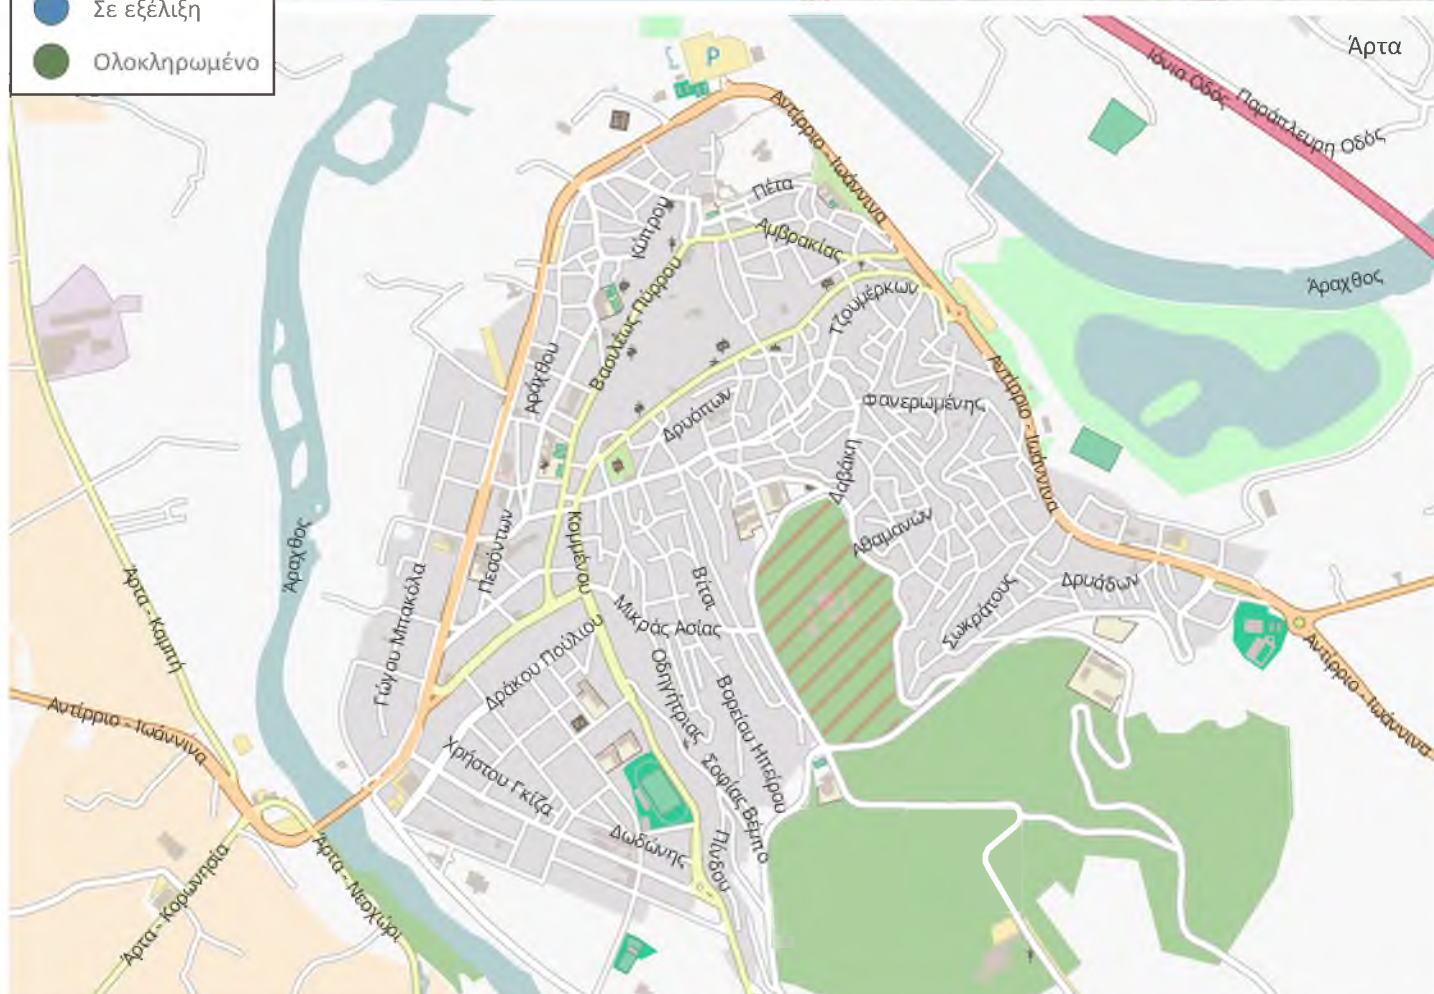 Σε εξέλιξη
Ολοκληρωμένο
P
Άρτα
Ιόνια Οδός
Παράπλευρη Οδός
Αντίρριο - Ιωάννινα
Πέτα
Κύπρου
Αμβρακίας
Άραχθος
Βασιλέως Πύρρου
Τζουμέρκων
Αράχθου
Αντίρριο - Ιωάννινα
Φανερωμένης
Δρυόπων
Δαβάκη
Άραχθος
Πεσόντων
Κομμένου
Αθαμανών
Άρτα - Καμπή
Γώγου Μπακόλα
Βίτσι
Σωκράτους
Δρυάδων
Μικράς Ασίας
Δράκου Πούλιου
Οδηγήτριας
Βορείου Ηπείρου
Αντίρριο - Ιωάννινα
Αντίρριο - Ιωάννινα
Χρήστου Γκίζα
Σοφίας Βέμπο
Δωδώνης
Πίνδου
Άρτα - Κορωνησία
Άρτα - Νεοχώρι